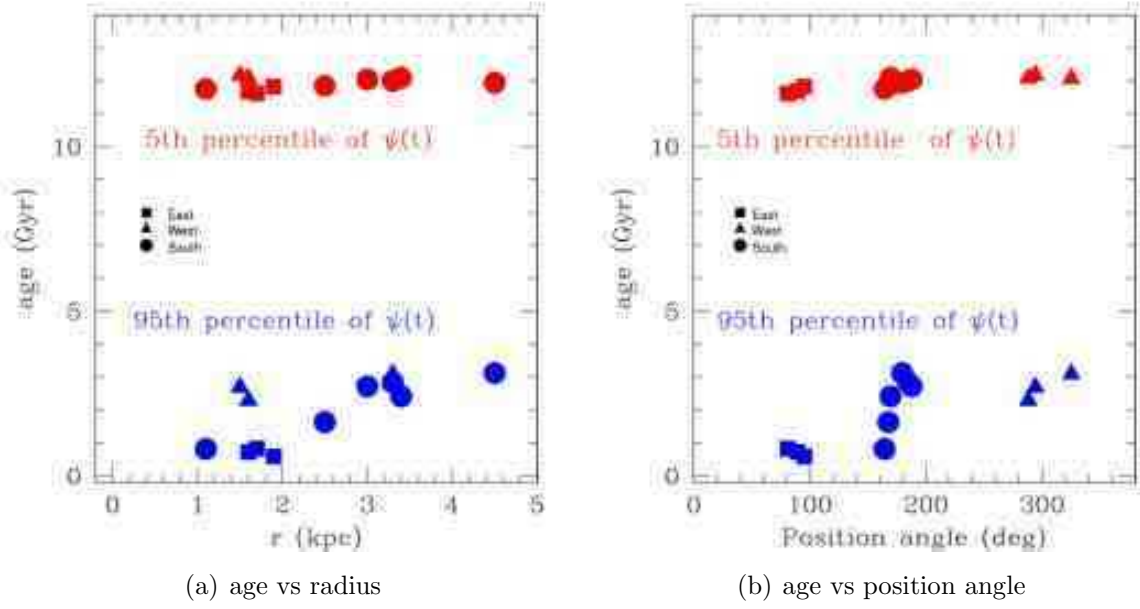 5th percentile of ψ(t)
10
age (Gyr)
East
West
South
5
95th percentile of ψ(t)
0
0 1 2 3 4 5
r (kpc)
(a) age vs radius
5th percentile of ψ(t)
10
age (Gyr)
East
West
South
5
95th percentile of ψ(t)
0
0 100 200 300
Position angle (deg)
(b) age vs position angle